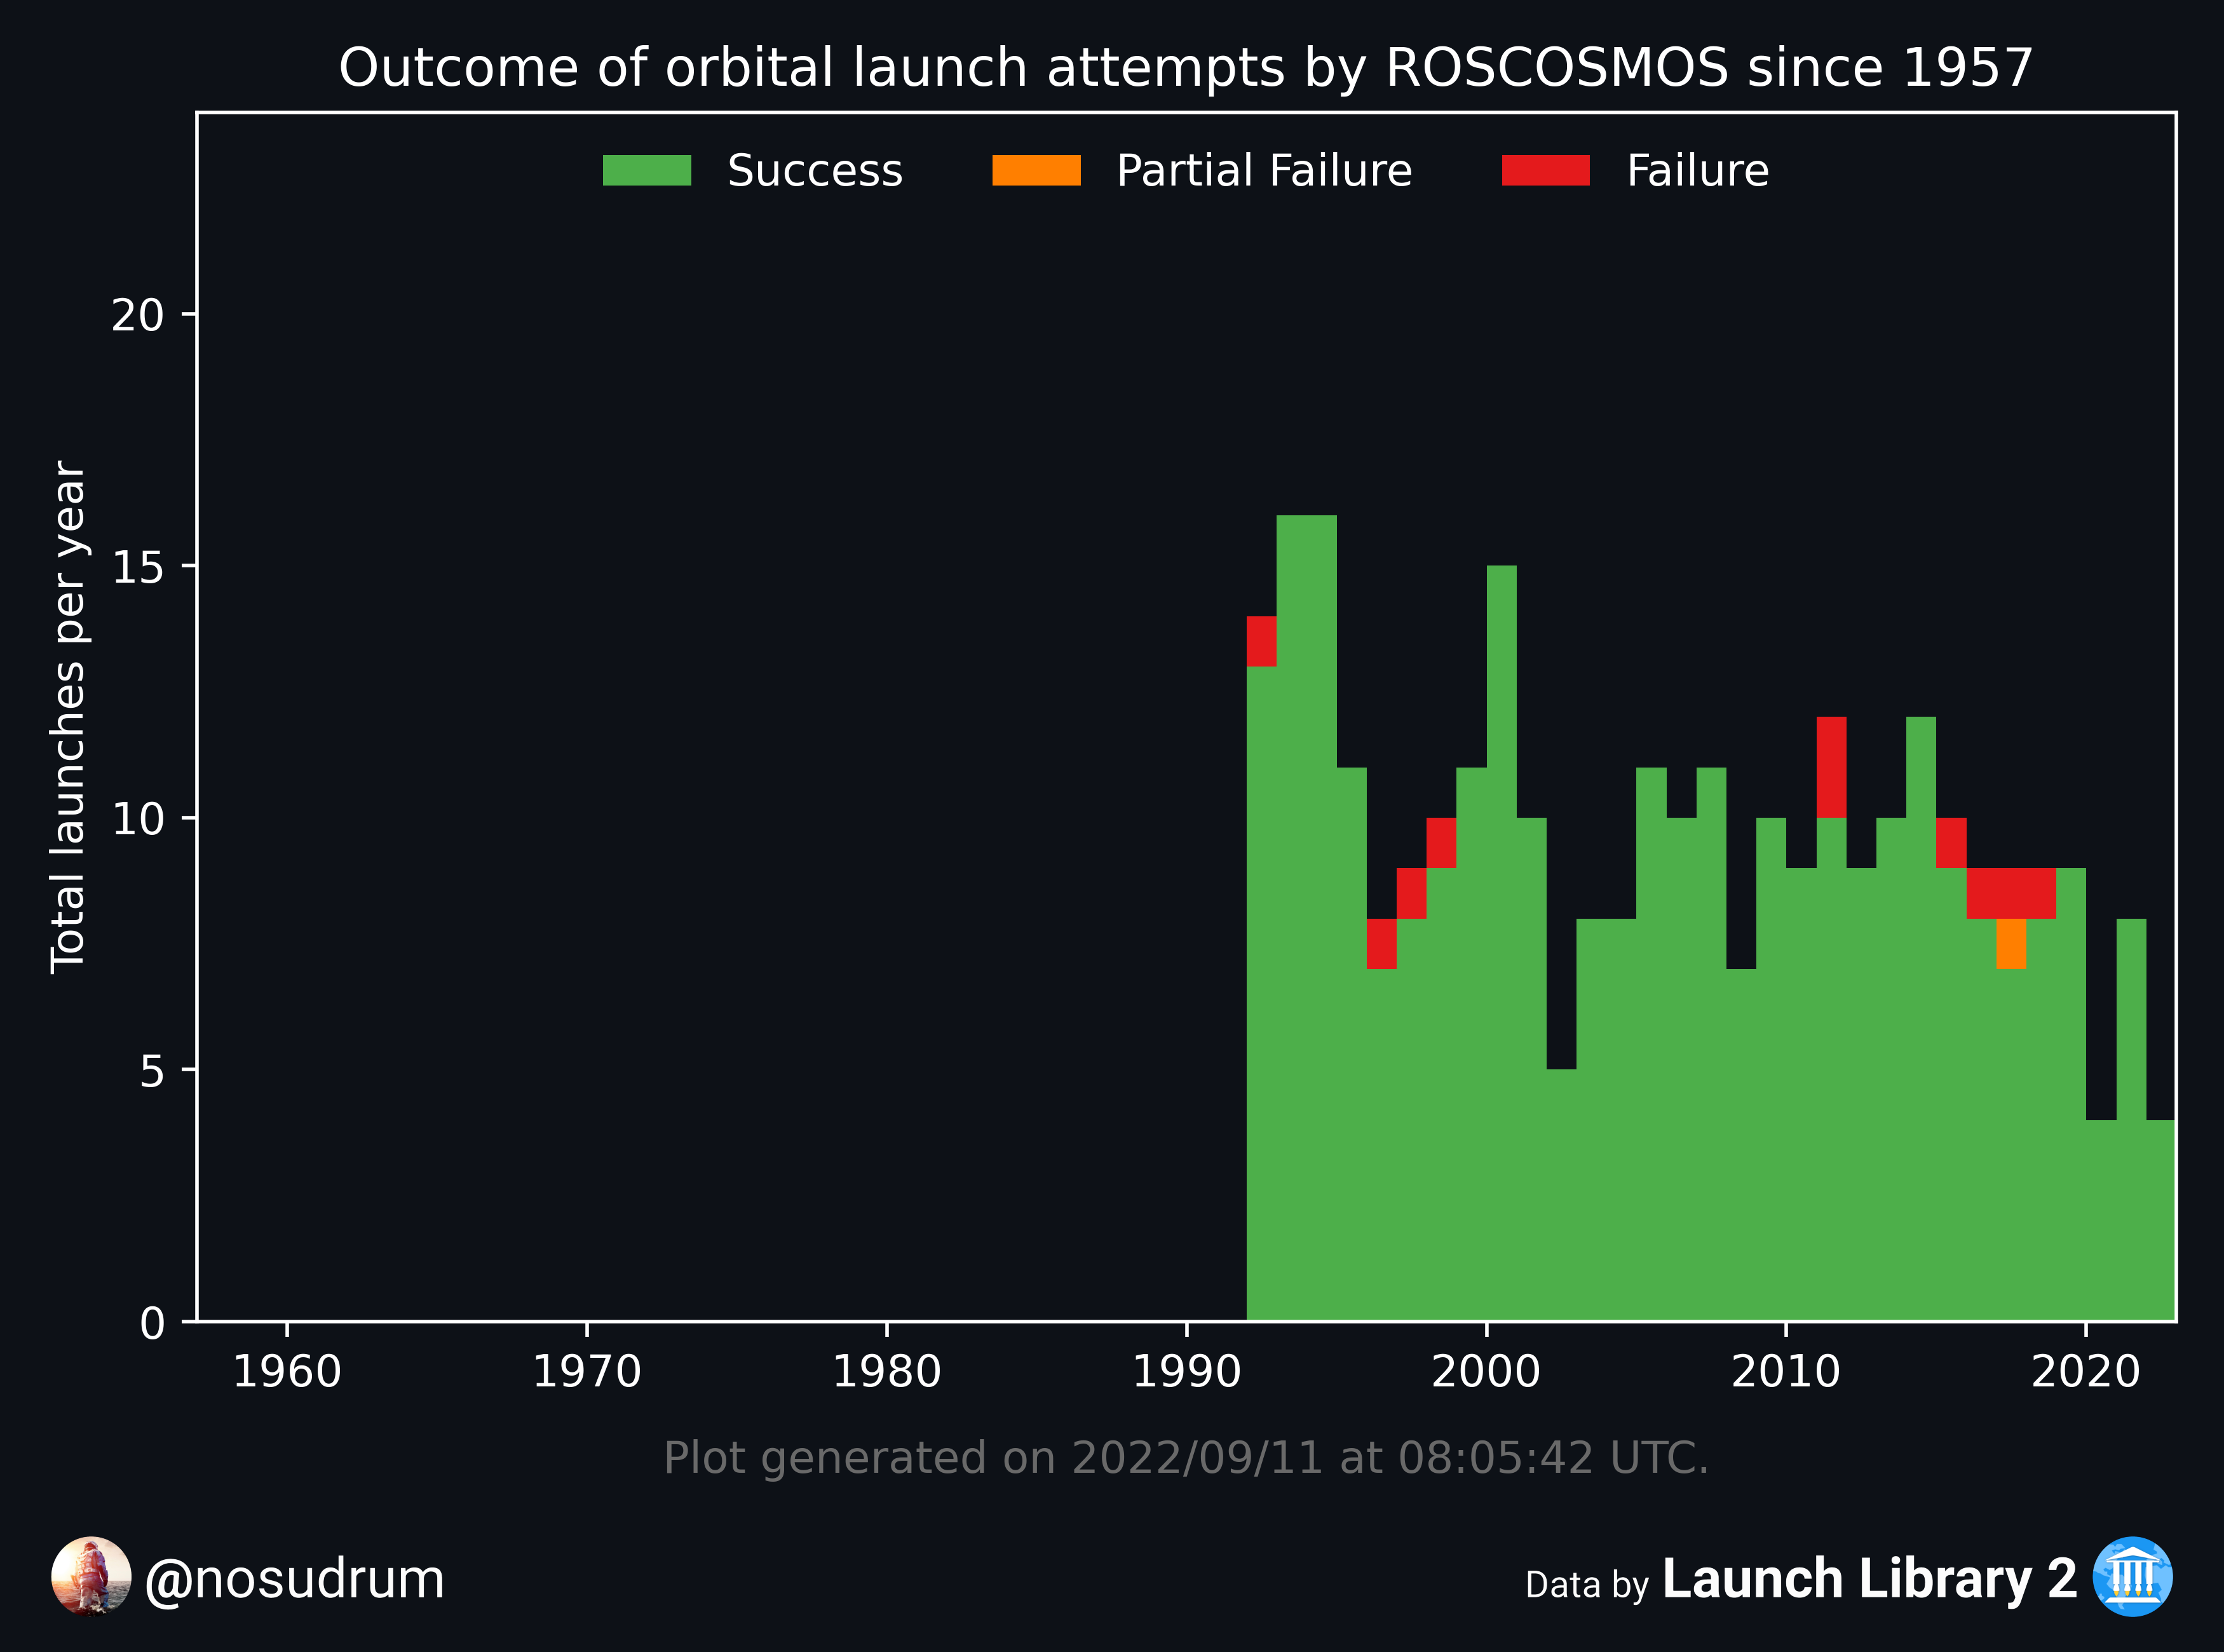 Outcome of orbital launch attempts by ROSCOSMOS since 1957
Success Partial Failure Failure
Total launches per year
20
15
10
5
0
1960 1970 1980 1990 2000 2010 2020
Plot generated on 2022/09/11 at 08:05:42 UTC.
@nosudrum
Data by Launch Library 2